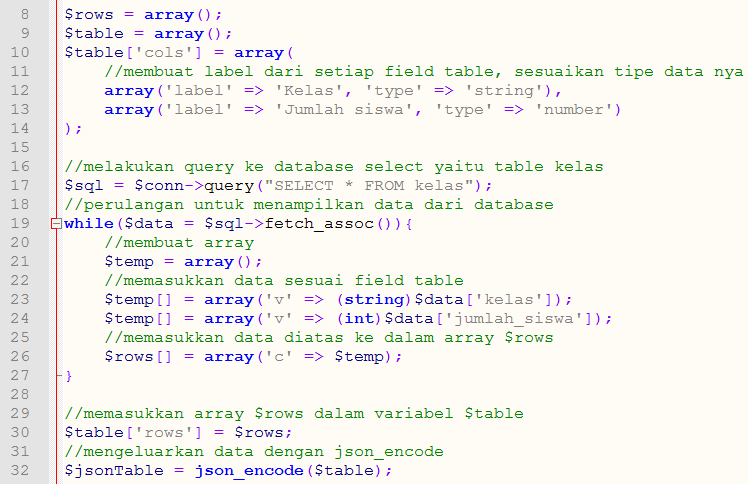 8 $rows = array();
9 $table = array();
10 $table['cols'] = array(
11 //membuat label dari setiap field table, sesuaikan tipe data nya
12 array('label' => 'Kelas', 'type' => 'string'),
13 array('label' => 'Jumlah siswa', 'type' => 'number')
14 );
15
16 //melakukan query ke database select yaitu table kelas
17 $sql = $conn->query("SELECT * FROM kelas");
18 //perulangan untuk menampilkan data dari database
19 while($data = $sql->fetch_assoc()){
20 //membuat array
21 $temp = array();
22 //memasukkan data sesuai field table
23 $temp[] = array('v' => (string)$data['kelas']);
24 $temp[] = array('v' => (int)$data['jumlah_siswa']);
25 //memasukkan data diatas ke dalam array $rows
26 $rows[] = array('c' => $temp);
27 }
28
29 //memasukkan array $rows dalam variabel $table
30 $table['rows'] = $rows;
31 //mengeluarkan data dengan json_encode
32 $jsonTable = json_encode($table);